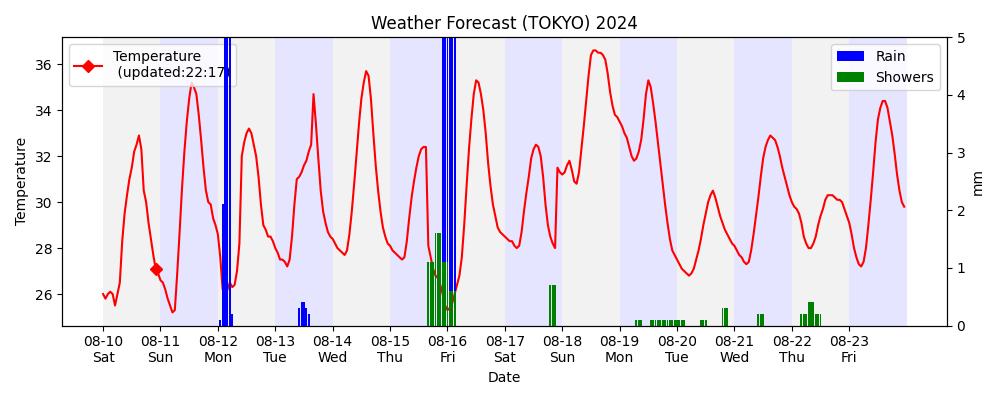 Weather Forecast (TOKYO) 2024
Temperature
(updated:22:17)
Rain
Showers
Temperature
36
34
32
30
28
26
5
4
3
2
1
0
mm
08-10 08-11 08-12 08-13 08-14 08-15 08-16 08-17 08-18 08-19 08-20 08-21 08-22 08-23
Sat Sun Mon Tue Wed Thu Fri Sat Sun Mon Tue Wed Thu Fri
Date